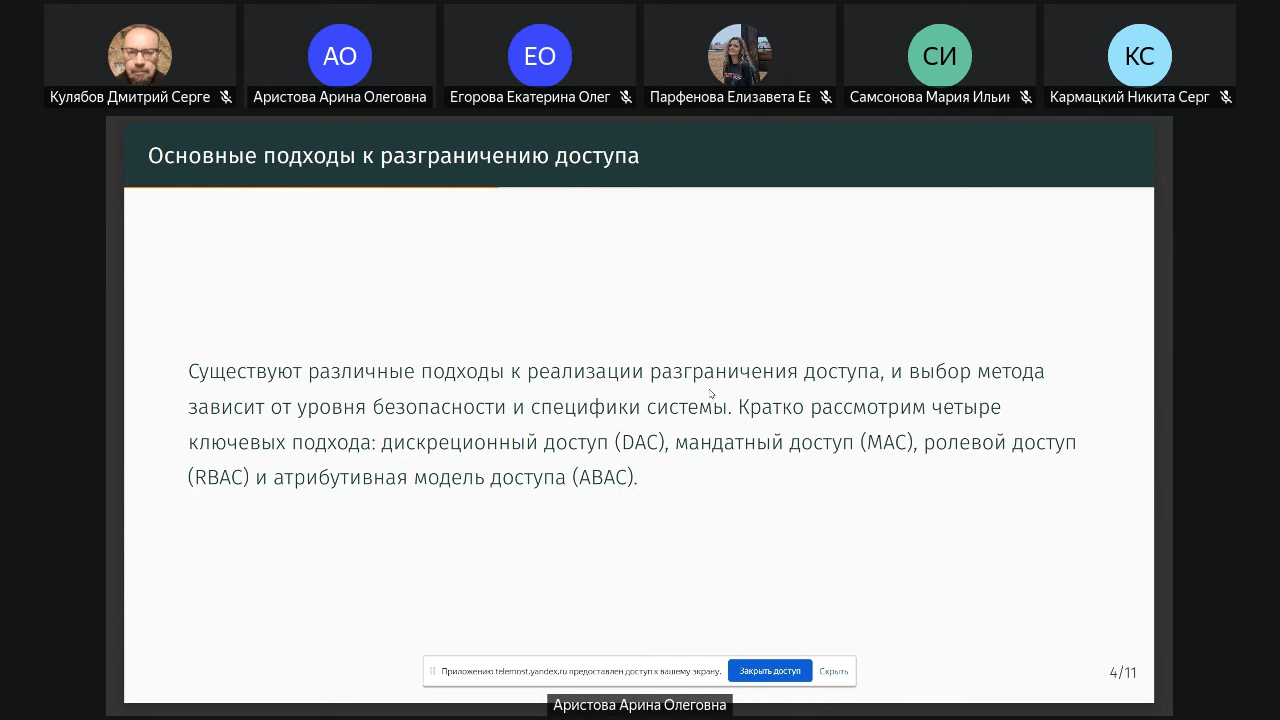 АО
ЕО
СИ
КС
Кулябов Дмитрий Серге
Аристова Арина Олеговна
Егорова Екатерина Олег
Парфенова Елизавета Ев
Самсонова Мария Ильин
Кармацкий Никита Серг
Основные подходы к разграничению доступа
Существуют различные подходы к реализации разграничения доступа, и выбор метода
зависит от уровня безопасности и специфики системы. Кратко рассмотрим четыре
ключевых подхода: дискреционный доступ (DAC), мандатный доступ (MAC), ролевой доступ
(RBAC) и атрибутивная модель доступа (ABAC).
Приложению telemost.yandex.ru предоставлен доступ к вашему экрану.
Закрыть доступ
Скрыть
4/11
Аристова Арина Олеговна